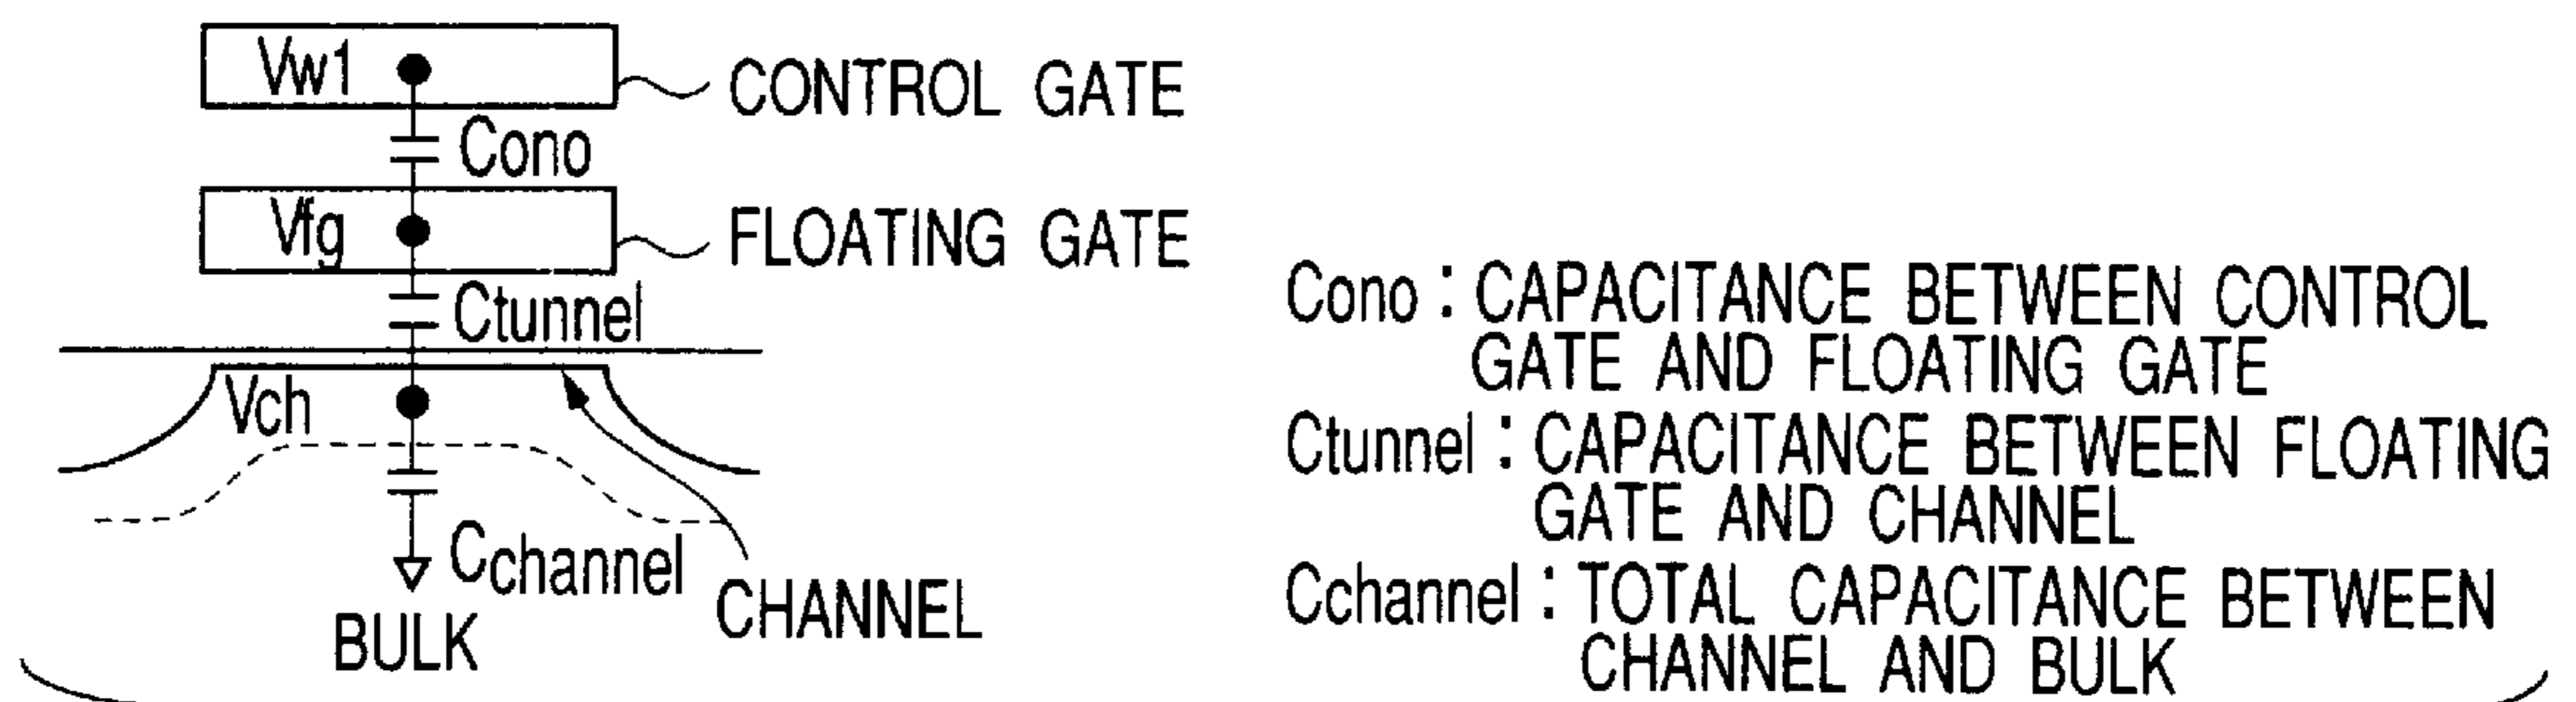 Vw1
CONTROL GATE
Cono
Vfg
FLOATING GATE
Ctunnel
Vch
Cchannel
CHANNEL
BULK
Cono : CAPACITANCE BETWEEN CONTROL
GATE AND FLOATING GATE
Ctunnel : CAPACITANCE BETWEEN FLOATING
GATE AND CHANNEL
Cchannel : TOTAL CAPACITANCE BETWEEN
CHANNEL AND BULK